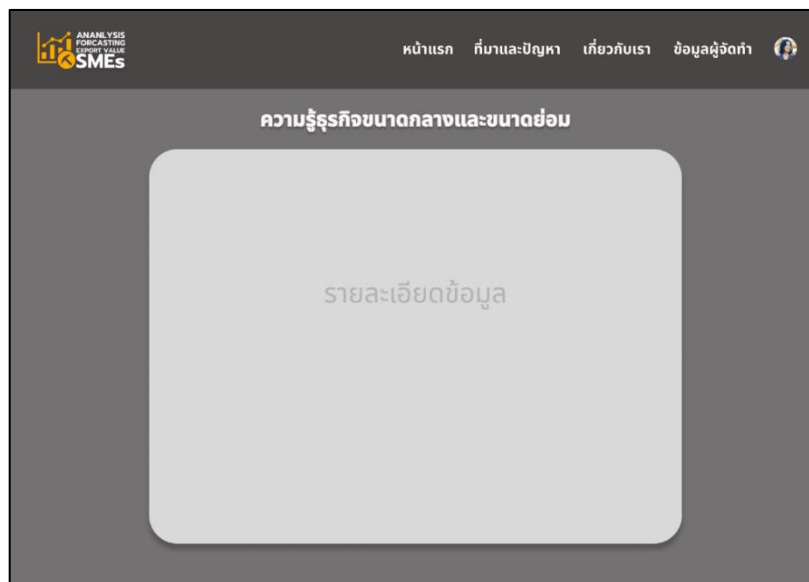 ANANLYSIS
FORCASTING
EXPORT VALUE
SMEs
หน้าแรก ที่มาและปัญหา เกี่ยวกับเรา ข้อมูลผู้จัดทำ
ความรู้ธุรกิจขนาดกลางและขนาดย่อม
รายละเอียดข้อมูล